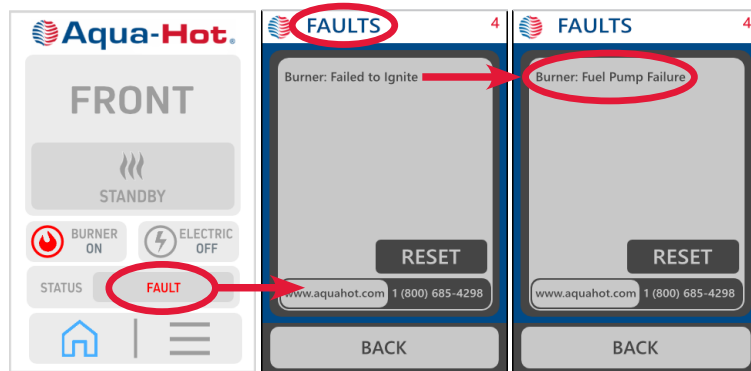 Aqua-Hot.
FRONT
STANDBY
BURNER
ON
ELECTRIC
OFF
STATUS
FAULT
FAULTS
4
Burner: Failed to Ignite
RESET
www.aquahot.com
1 (800) 685-4298
BACK
FAULTS
4
Burner: Fuel Pump Failure
RESET
www.aquahot.com
1 (800) 685-4298
BACK